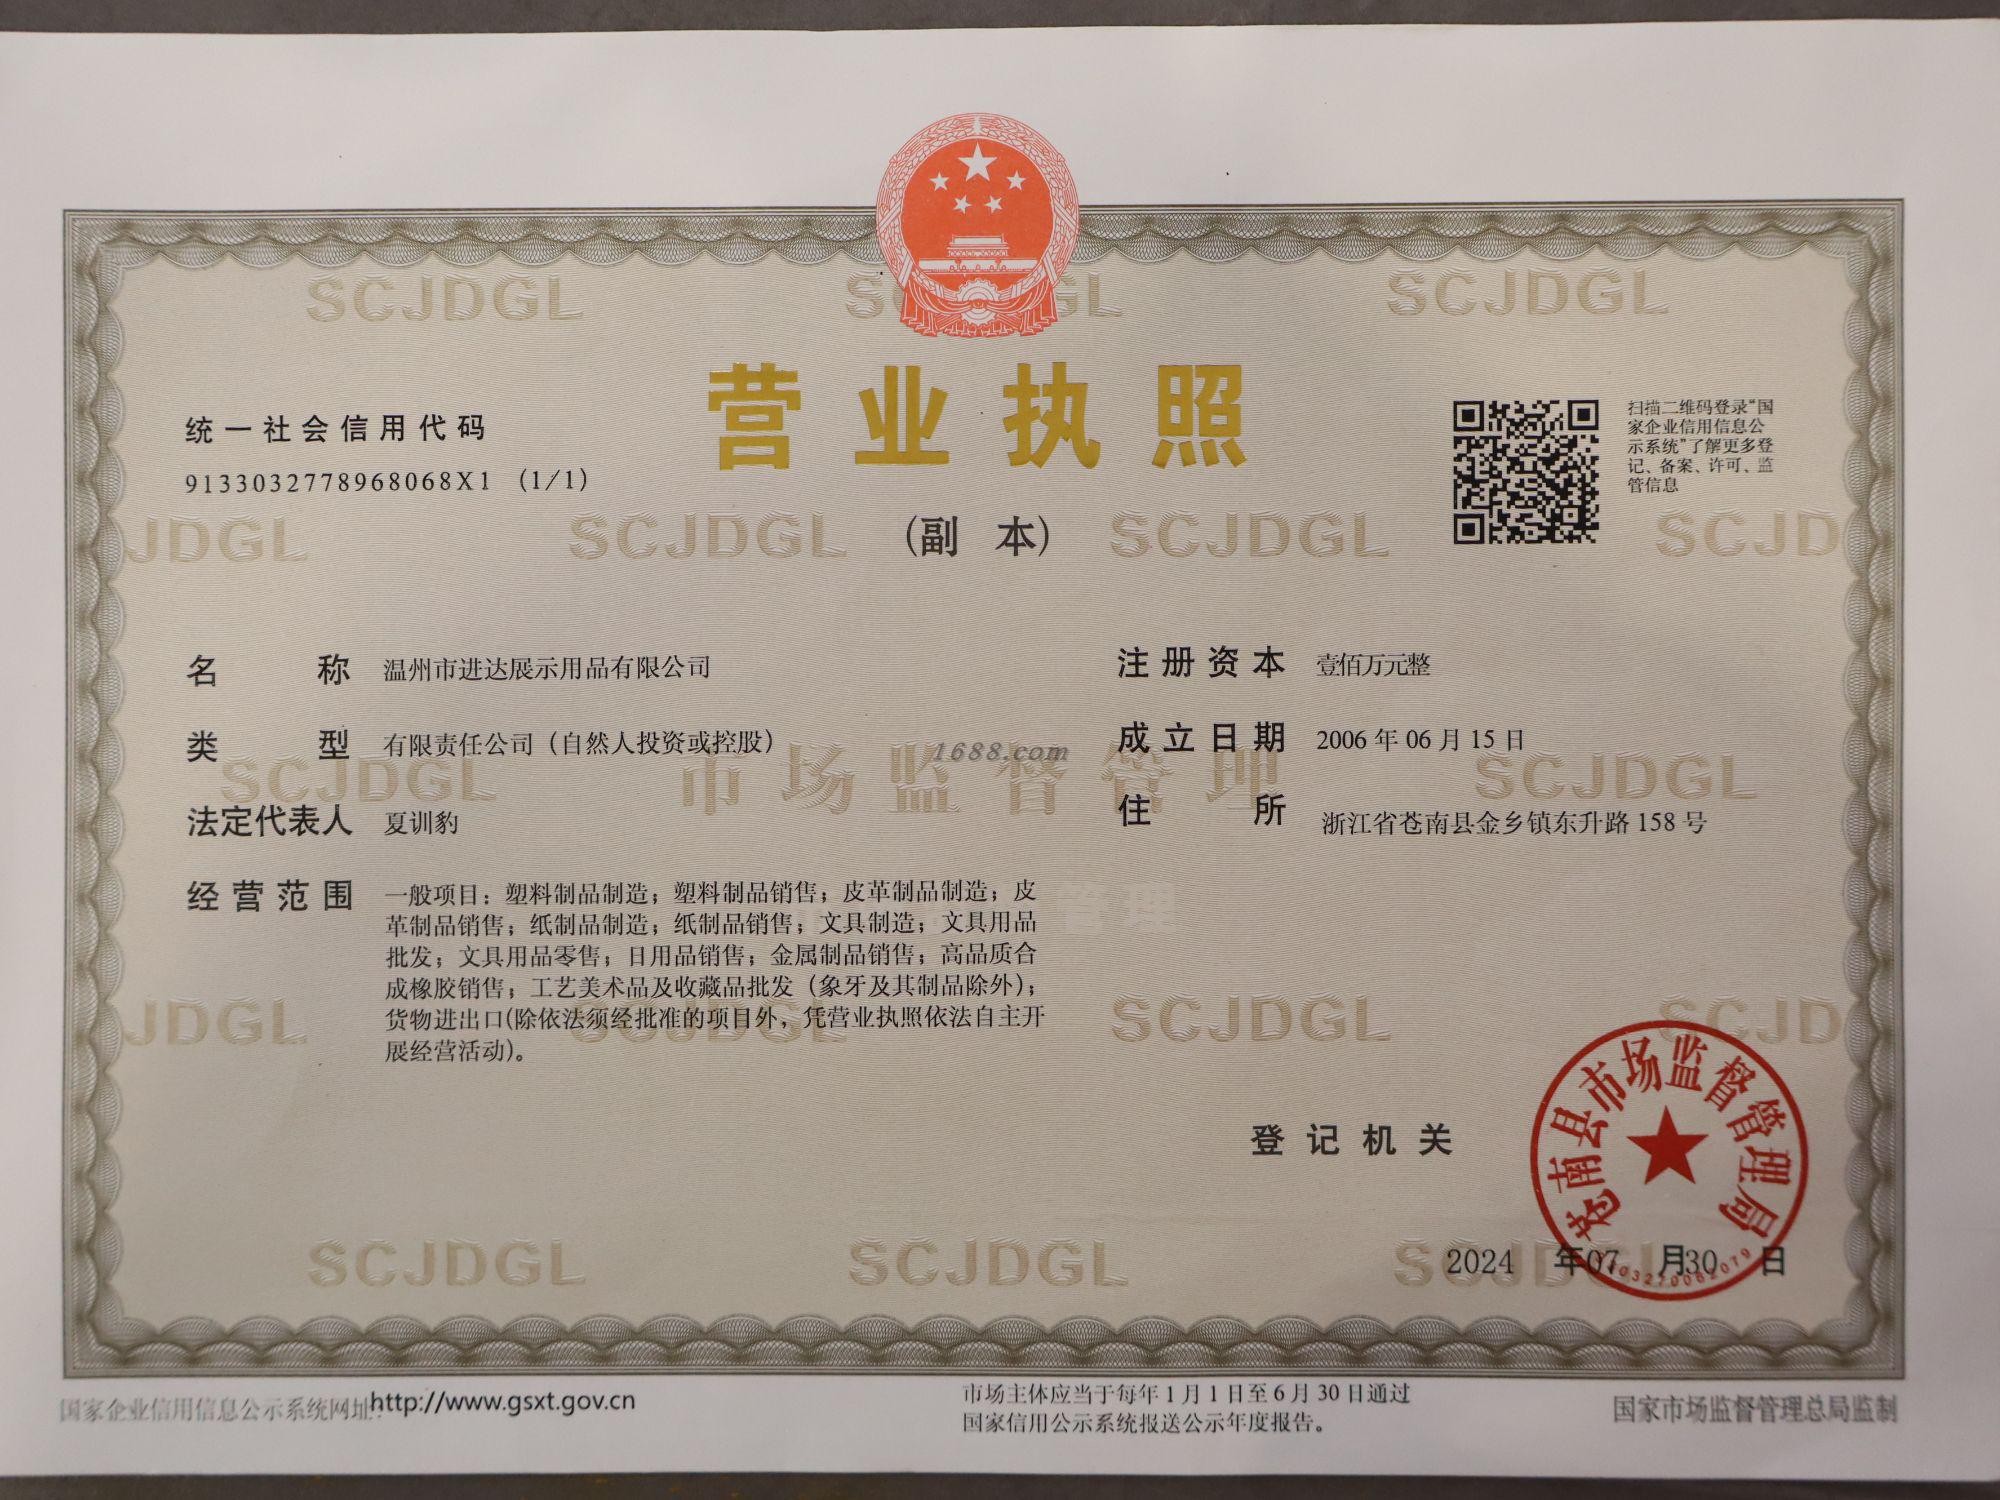 SCJDGL
SCJDGL
营业执照
统一社会信用代码
9133032778968068X1 (1/1)
扫描二维码登录“国
家企业信用信息公
示系统”了解更多登
记、备案、许可、监
管信息
JDGL
SCJDGL
(副 本)
SCJDGL
SCJD
名 称 温州市进达展示用品有限公司
注册资本 壹佰万元整
类 型 有限责任公司（自然人投资或控股）
成立日期 2006 年 06 月 15 日
1688.com
SCJDGL
市场监督管理
SCJDGL
法定代表人 夏训豹
住 所 浙江省苍南县金乡镇东升路 158 号
经营范围 一般项目：塑料制品制造；塑料制品销售；皮革制品制造；皮
革制品销售；纸制品制造；纸制品销售；文具制造；文具用品
批发；文具用品零售；日用品销售；金属制品销售；高品质合
成橡胶销售；工艺美术品及收藏品批发（象牙及其制品除外）；
货物进出口(除依法须经批准的项目外，凭营业执照依法自主开
展经营活动)。
管理
JDGL
SCJDGL
SCJDGL
SCJD
登记机关
苍南县市场监督管理局
2024 年07 月30 日
SCJDGL
SCJDGL
国家企业信用信息公示系统网址：http://www.gsxt.gov.cn
市场主体应当于每年 1 月 1 日至 6 月 30 日通过
国家信用公示系统报送公示年度报告。
国家市场监督管理总局监制